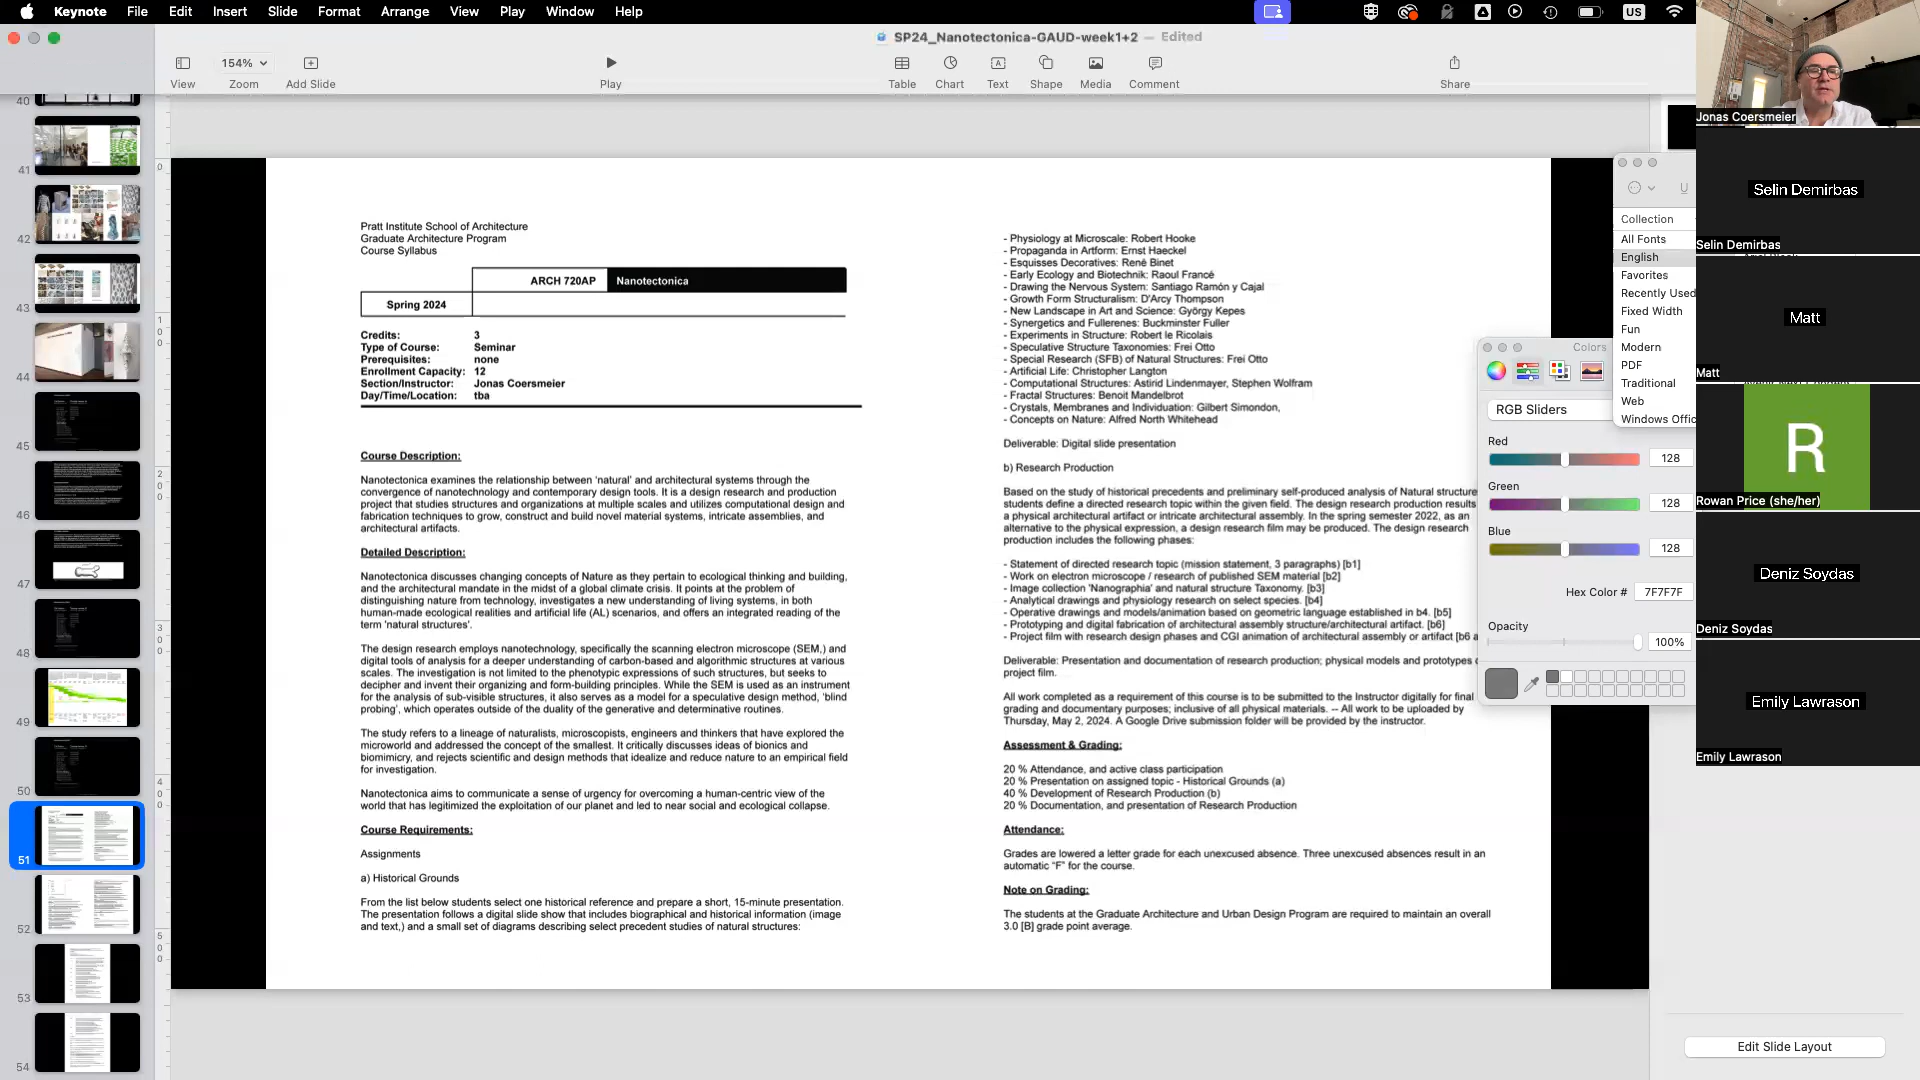 Keynote File Edit Insert Slide Format Arrange View Play Window Help
US
SP24_Nanotectonica-GAUD-week1+2 — Edited
154%
View Zoom Add Slide Play Table Chart Text Shape Media Comment Share
40
41
42
43
44
45
46
47
48
49
50
51
52
53
54
Pratt Institute School of Architecture
Graduate Architecture Program
Course Syllabus
ARCH 720AP Nanotectonica
Spring 2024
Credits: 3
Type of Course: Seminar
Prerequisites: none
Enrollment Capacity: 12
Section/Instructor: Jonas Coersmeier
Day/Time/Location: tba
Course Description:
Nanotectonica examines the relationship between 'natural' and architectural systems through the
convergence of nanotechnology and contemporary design tools. It is a design research and production
project that studies structures and organizations at multiple scales and utilizes computational design and
fabrication techniques to grow, construct and build novel material systems, intricate assemblies, and
architectural artifacts.
Detailed Description:
Nanotectonica discusses changing concepts of Nature as they pertain to ecological thinking and building,
and the architectural mandate in the midst of a global climate crisis. It points at the problem of
distinguishing nature from technology, investigates a new understanding of living systems, in both
human-made ecological realities and artificial life (AL) scenarios, and offers an integrated reading of the
term 'natural structures'.
The design research employs nanotechnology, specifically the scanning electron microscope (SEM,) and
digital tools of analysis for a deeper understanding of carbon-based and algorithmic structures at various
scales. The investigation is not limited to the phenotypic expressions of such structures, but seeks to
decipher and invent their organizing and form-building principles. While the SEM is used as an instrument
for the analysis of sub-visible structures, it also serves as a model for a speculative design method, 'blind
probing', which operates outside of the duality of the generative and determinative routines.
The study refers to a lineage of naturalists, microscopists, engineers and thinkers that have explored the
microworld and addressed the concept of the smallest. It critically discusses ideas of bionics and
biomimicry, and rejects scientific and design methods that idealize and reduce nature to an empirical field
for investigation.
Nanotectonica aims to communicate a sense of urgency for overcoming a human-centric view of the
world that has legitimized the exploitation of our planet and led to near social and ecological collapse.
Course Requirements:
Assignments
a) Historical Grounds
From the list below students select one historical reference and prepare a short, 15-minute presentation.
The presentation follows a digital slide show that includes biographical and historical information (image
and text,) and a small set of diagrams describing select precedent studies of natural structures:
- Physiology at Microscale: Robert Hooke
- Propaganda in Artform: Ernst Haeckel
- Esquisses Decoratives: René Binet
- Early Ecology and Biotechnik: Raoul Francé
- Drawing the Nervous System: Santiago Ramón y Cajal
- Growth Form Structuralism: D'Arcy Thompson
- New Landscape in Art and Science: György Kepes
- Synergetics and Fullerenes: Buckminster Fuller
- Experiments in Structure: Robert le Ricolais
- Speculative Structure Taxonomies: Frei Otto
- Special Research (SFB) of Natural Structures: Frei Otto
- Artificial Life: Christopher Langton
- Computational Structures: Astirid Lindenmayer, Stephen Wolfram
- Fractal Structures: Benoit Mandelbrot
- Crystals, Membranes and Individuation: Gilbert Simondon,
- Concepts on Nature: Alfred North Whitehead
Deliverable: Digital slide presentation
b) Research Production
Based on the study of historical precedents and preliminary self-produced analysis of Natural structure
students define a directed research topic within the given field. The design research production results
a physical architectural artifact or intricate architectural assembly. In the spring semester 2022, as an
alternative to the physical expression, a design research film may be produced. The design research
production includes the following phases:
- Statement of directed research topic (mission statement, 3 paragraphs) [b1]
- Work on electron microscope / research of published SEM material [b2]
- Image collection 'Nanographia' and natural structure Taxonomy. [b3]
- Analytical drawings and physiology research on select species. [b4]
- Operative drawings and models/animation based on geometric language established in b4. [b5]
- Prototyping and digital fabrication of architectural assembly structure/architectural artifact. [b6]
- Project film with research design phases and CGI animation of architectural assembly or artifact [b6 a
Deliverable: Presentation and documentation of research production; physical models and prototypes
project film.
All work completed as a requirement of this course is to be submitted to the Instructor digitally for final
grading and documentary purposes; inclusive of all physical materials. -- All work to be uploaded by
Thursday, May 2, 2024. A Google Drive submission folder will be provided by the instructor.
Assessment & Grading:
20 % Attendance, and active class participation
20 % Presentation on assigned topic - Historical Grounds (a)
40 % Development of Research Production (b)
20 % Documentation, and presentation of Research Production
Attendance:
Grades are lowered a letter grade for each unexcused absence. Three unexcused absences result in an
automatic "F" for the course.
Note on Grading:
The students at the Graduate Architecture and Urban Design Program are required to maintain an overall
3.0 [B] grade point average.
Collection
All Fonts
English
Favorites
Recently Used
Fixed Width
Fun
Modern
PDF
Traditional
Web
Windows Offic
Colors
RGB Sliders
Red
128
Green
128
Blue
128
Hex Color # 7F7F7F
Opacity
100%
Edit Slide Layout
Jonas Coersmeier
Selin Demirbas
Selin Demirbas
Matt
Matt
R
Rowan Price (she/her)
Deniz Soydas
Deniz Soydas
Emily Lawrason
Emily Lawrason